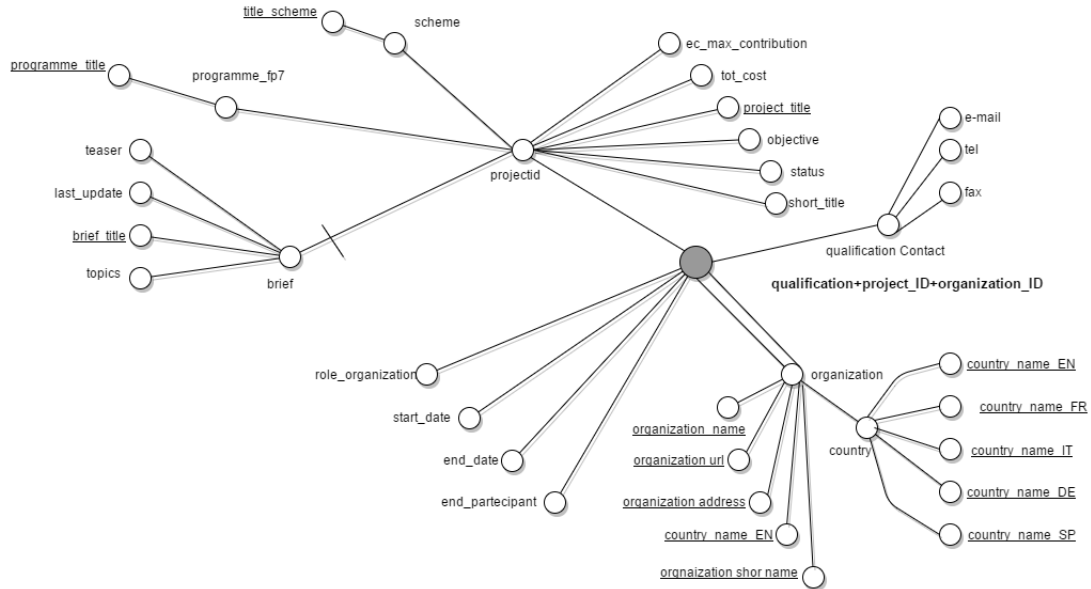 title_scheme
scheme
programme_title
programme_fp7
ec_max_contribution
tot_cost
project_title
objective
status
short_title
projectid
e-mail
tel
fax
qualification Contact
teaser
last_update
brief_title
topics
brief
qualification+project_ID+organization_ID
role_organization
start_date
end_date
end_partecipant
organization
organization_name
organization url
organization address
country_name_EN
orgnaization shor name
country
country_name_EN
country_name_FR
country_name_IT
country_name_DE
country_name_SP